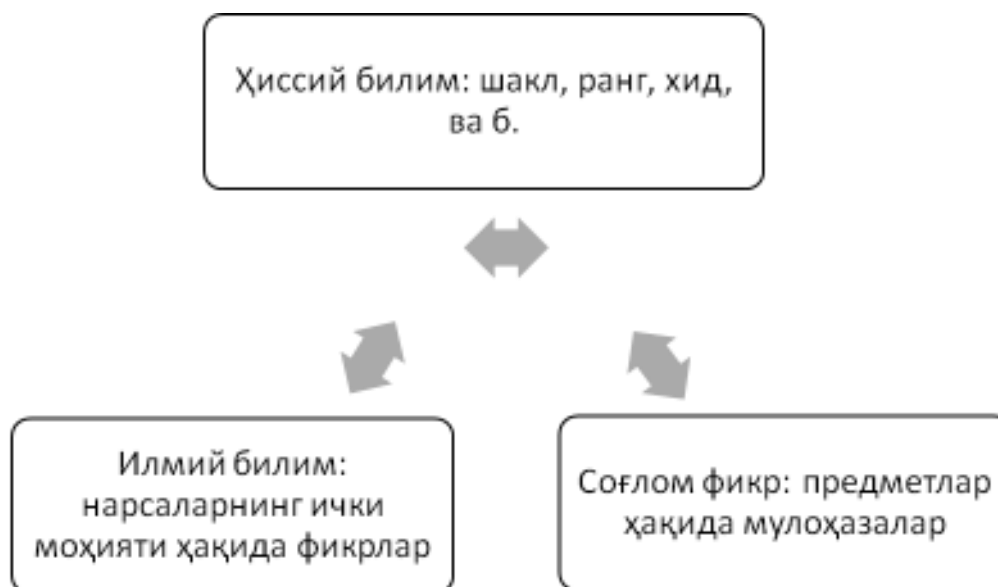 Ҳиссий билим: шакл, ранг, хид,
ва б.
Илмий билим:
нарсаларнинг ички
моҳияти ҳақида фикрлар
Соғлом фикр: предметлар
ҳақида мулоҳазалар